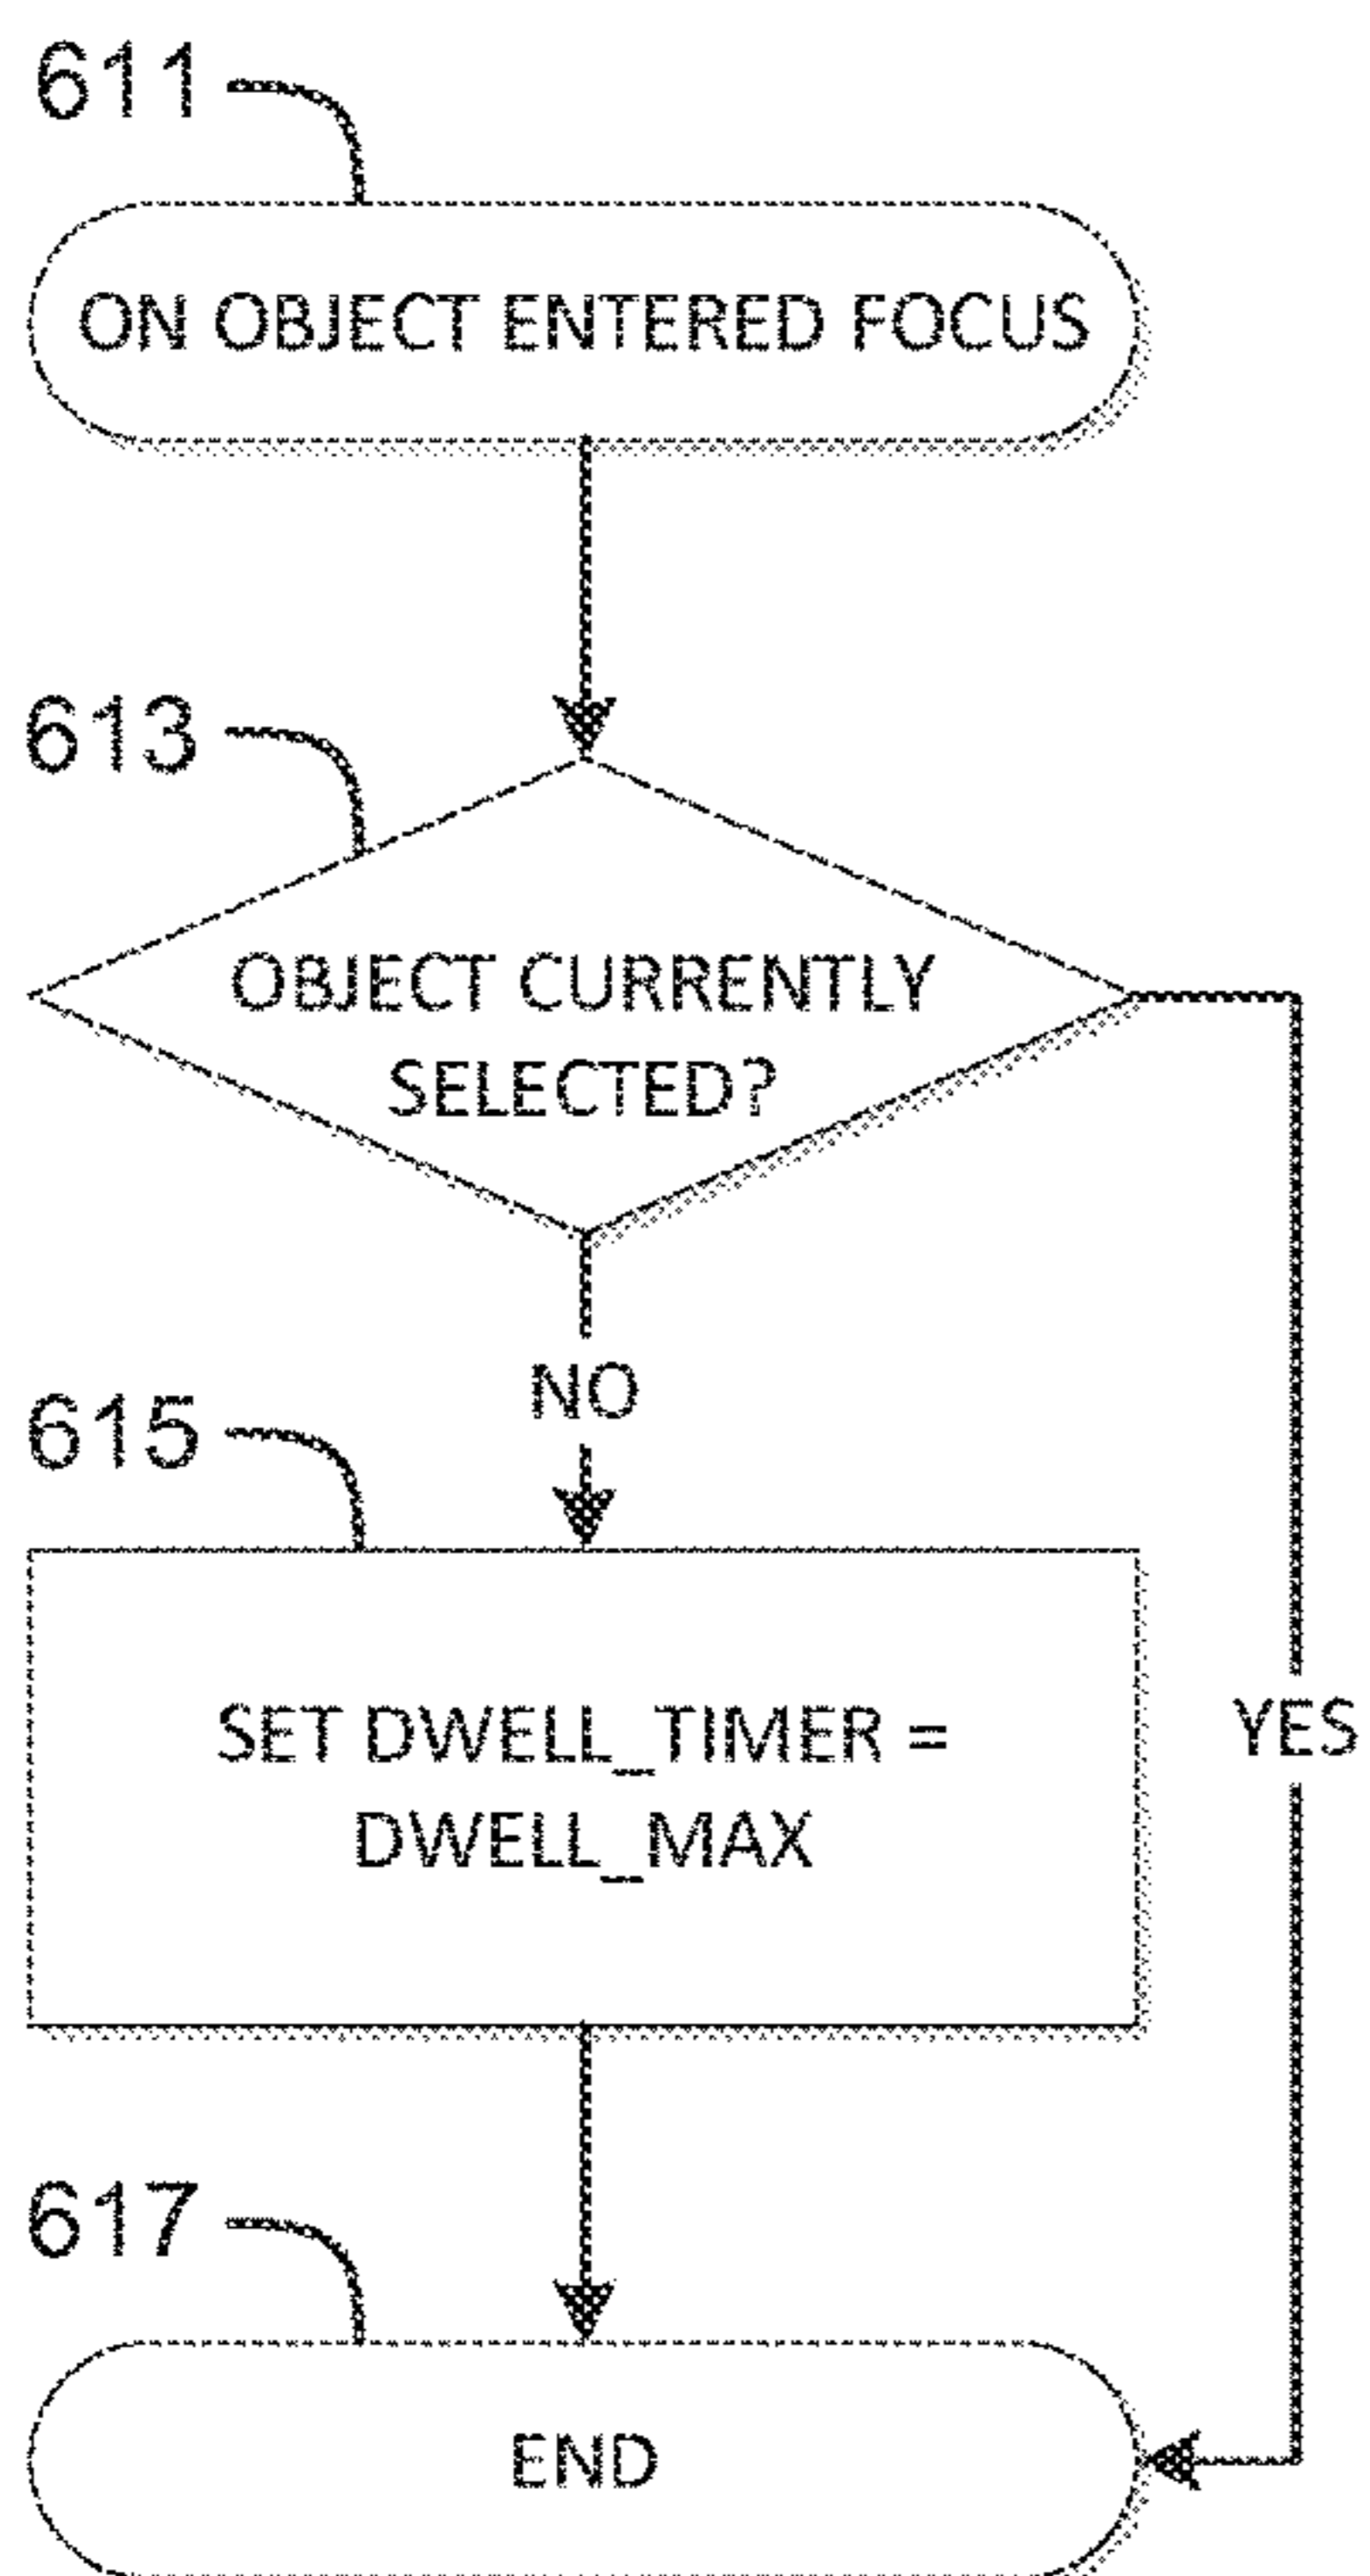 611
ON OBJECT ENTERED FOCUS
613
OBJECT CURRENTLY
SELECTED?
NO
615
SET DWELL_TIMER =
DWELL_MAX
YES
617
END